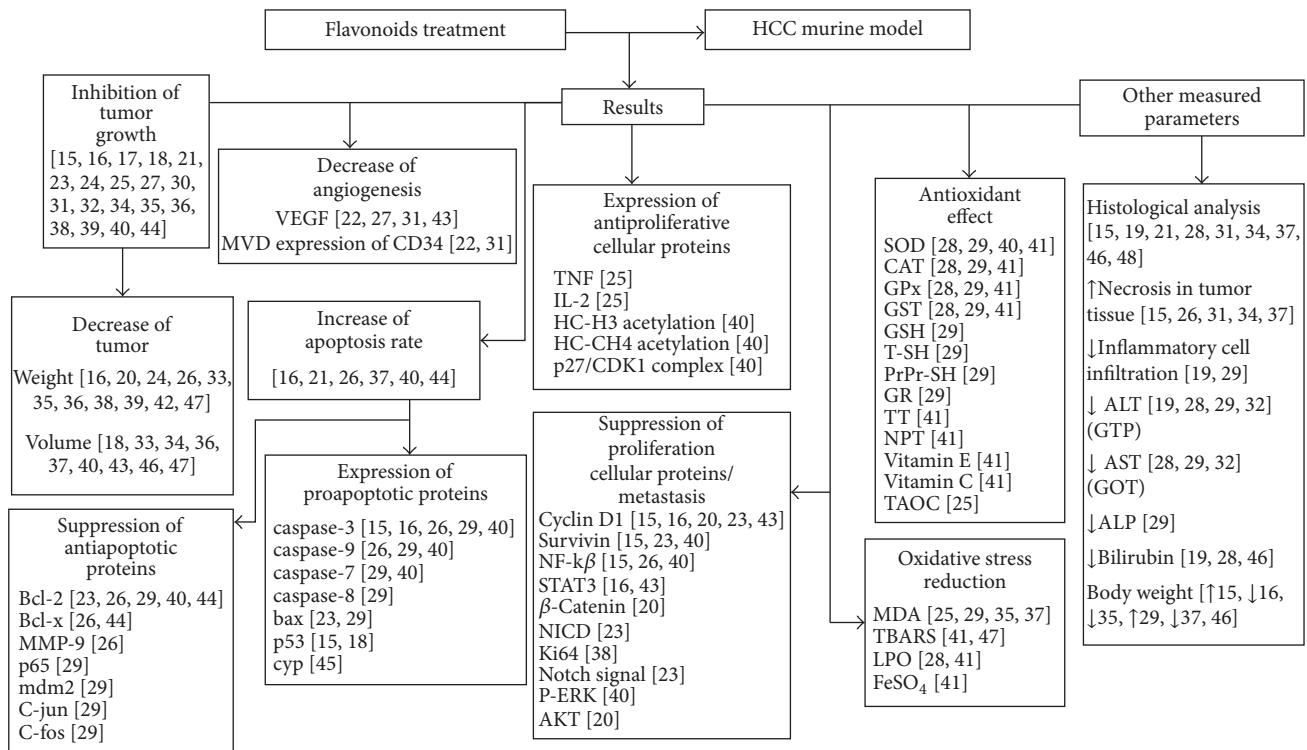 Flavonoids treatment
HCC murine model
Results
Inhibition of
tumor
growth
[15, 16, 17, 18, 21,
23, 24, 25, 27, 30,
31, 32, 34, 35, 36,
38, 39, 40, 44]
Decrease of
angiogenesis
VEGF [22, 27, 31, 43]
MVD expression of CD34 [22, 31]
Expression of
antiproliferative
cellular proteins
TNF [25]
IL-2 [25]
HC-H3 acetylation [40]
HC-CH4 acetylation [40]
p27/CDK1 complex [40]
Antioxidant
effect
SOD [28, 29, 40, 41]
CAT [28, 29, 41]
GPx [28, 29, 41]
GST [28, 29, 41]
GSH [29]
T-SH [29]
PrPr-SH [29]
GR [29]
TT [41]
NPT [41]
Vitamin E [41]
Vitamin C [41]
TAOC [25]
Other measured
parameters
Histological analysis
[15, 19, 21, 28, 31, 34, 37,
46, 48]
↑Necrosis in tumor
tissue [15, 26, 31, 34, 37]
↓Inflammatory cell
infiltration [19, 29]
↓ ALT [19, 28, 29, 32]
(GTP)
↓ AST [28, 29, 32]
(GOT)
↓ALP [29]
↓Bilirubin [19, 28, 46]
Body weight [↑15, ↓16,
↓35, ↑29, ↓37, 46]
Decrease of tumor
Weight [16, 20, 24, 26, 33,
35, 36, 38, 39, 42, 47]
Volume [18, 33, 34, 36,
37, 40, 43, 46, 47]
Increase of
apoptosis rate
[16, 21, 26, 37, 40, 44]
Suppression of
antiapoptotic
proteins
Bcl-2 [23, 26, 29, 40, 44]
Bcl-x [26, 44]
MMP-9 [26]
p65 [29]
mdm2 [29]
C-jun [29]
C-fos [29]
Expression of
proapoptotic proteins
caspase-3 [15, 16, 26, 29, 40]
caspase-9 [26, 29, 40]
caspase-7 [29, 40]
caspase-8 [29]
bax [23, 29]
p53 [15, 18]
cyp [45]
Suppression of
proliferation
cellular proteins/
metastasis
Cyclin D1 [15, 16, 20, 23, 43]
Survivin [15, 23, 40]
NF-kβ [15, 26, 40]
STAT3 [16, 43]
β-Catenin [20]
NICD [23]
Ki64 [38]
Notch signal [23]
P-ERK [40]
AKT [20]
Oxidative stress
reduction
MDA [25, 29, 35, 37]
TBARS [41, 47]
LPO [28, 41]
FeSO₄ [41]